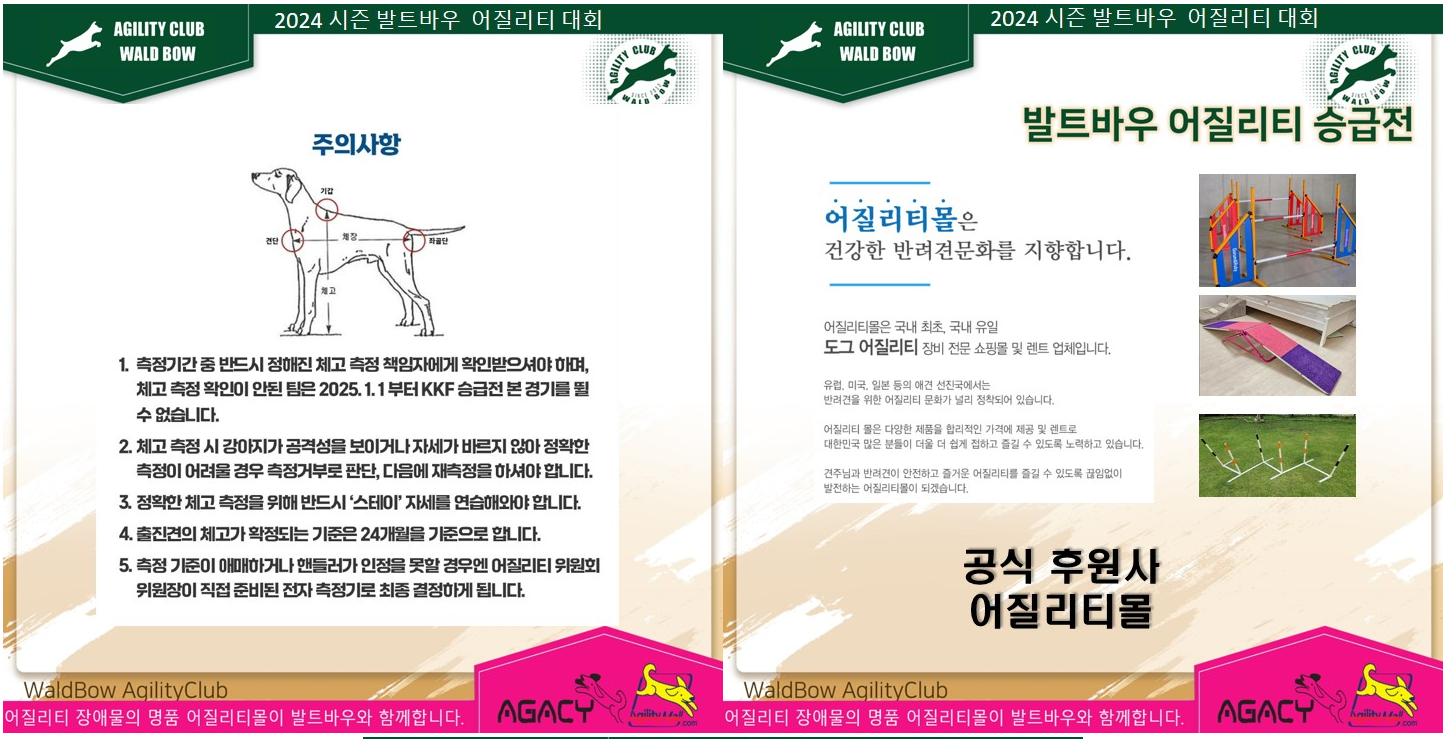 AGILITY CLUB
WALD BOW
2024 시즌 발트바우 어질리티 대회
AGILITY CLUB
SINCE 2016
WALD BOW
주의사항
기갑
견단
체장
좌골단
체고
1. 측정기간 중 반드시 정해진 체고 측정 책임자에게 확인받으셔야 하며,
체고 측정 확인이 안된 팀은 2025. 1. 1 부터 KKF 승급전 본 경기를 뛸
수 없습니다.
2. 체고 측정 시 강아지가 공격성을 보이거나 자세가 바르지 않아 정확한
측정이 어려울 경우 측정거부로 판단, 다음에 재측정을 하셔야 합니다.
3. 정확한 체고 측정을 위해 반드시 ‘스테이’ 자세를 연습해와야 합니다.
4. 출진견의 체고가 확정되는 기준은 24개월을 기준으로 합니다.
5. 측정 기준이 애매하거나 핸들러가 인정을 못할 경우엔 어질리티 위원회
위원장이 직접 준비된 전자 측정기로 최종 결정하게 됩니다.
WaldBow AgilityClub
어질리티 장애물의 명품 어질리티몰이 발트바우와 함께합니다.
AGACY
AgilityMall.com
AGILITY CLUB
WALD BOW
2024 시즌 발트바우 어질리티 대회
AGILITY CLUB
SINCE 2016
WALD BOW
발트바우 어질리티 승급전
어질리티몰은
건강한 반려견문화를 지향합니다.
어질리티몰은 국내 최초, 국내 유일
도그 어질리티 장비 전문 쇼핑몰 및 렌트 업체입니다.
유럽, 미국, 일본 등의 애견 선진국에서는
반려견을 위한 어질리티 문화가 널리 정착되어 있습니다.
어질리티 몰은 다양한 제품을 합리적인 가격에 제공 및 렌트로
대한민국 많은 분들이 더울 더 쉽게 접하고 즐길 수 있도록 노력하고 있습니다.
견주님과 반려견이 안전하고 즐거운 어질리티를 즐길 수 있도록 끊임없이
발전하는 어질리티몰이 되겠습니다.
공식 후원사
어질리티몰
WaldBow AgilityClub
어질리티 장애물의 명품 어질리티몰이 발트바우와 함께합니다.
AGACY
AgilityMall.com